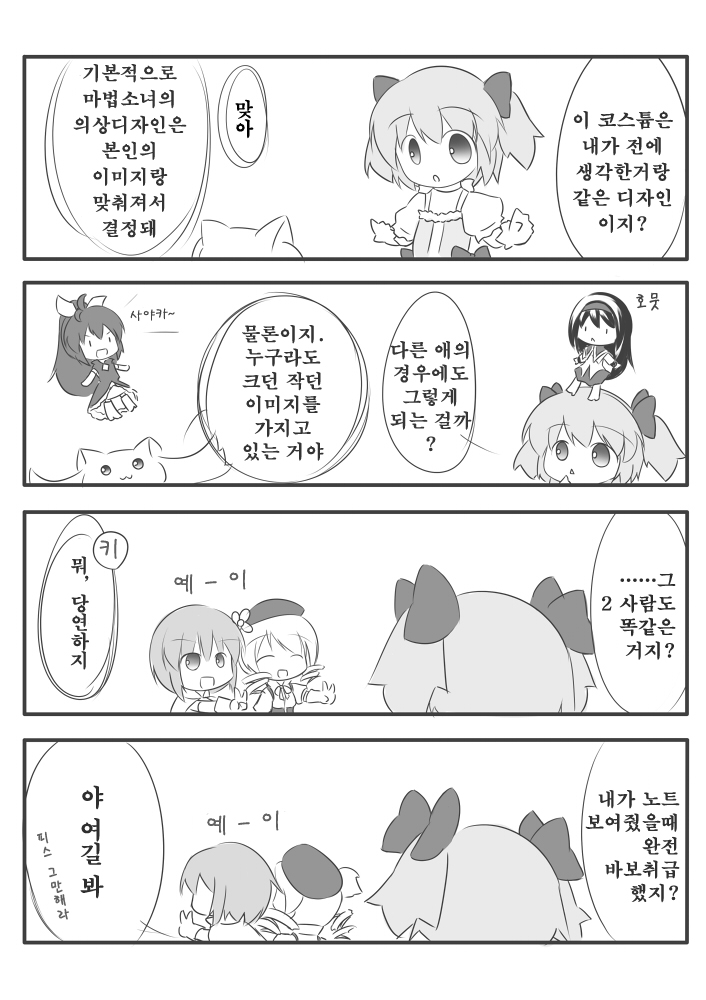 이 코스튬은
내가 전에
생각한거랑
같은 디자인
이지?
맞아
기본적으로
마법소녀의
의상디자인은
본인의
이미지랑
맞춰져서
결정돼
호뭇
다른 애의
경우에도
그렇게
되는 걸까
?
물론이지.
누구라도
크던 작던
이미지를
가지고
있는 거야
사야카~
......그
2 사람도
똑같은
거지?
예 - 이
키
뭐, 당연하지
내가 노트
보여줬을때
완전
바보취급
했지?
예 - 이
야 여길 봐
피스 그만해라